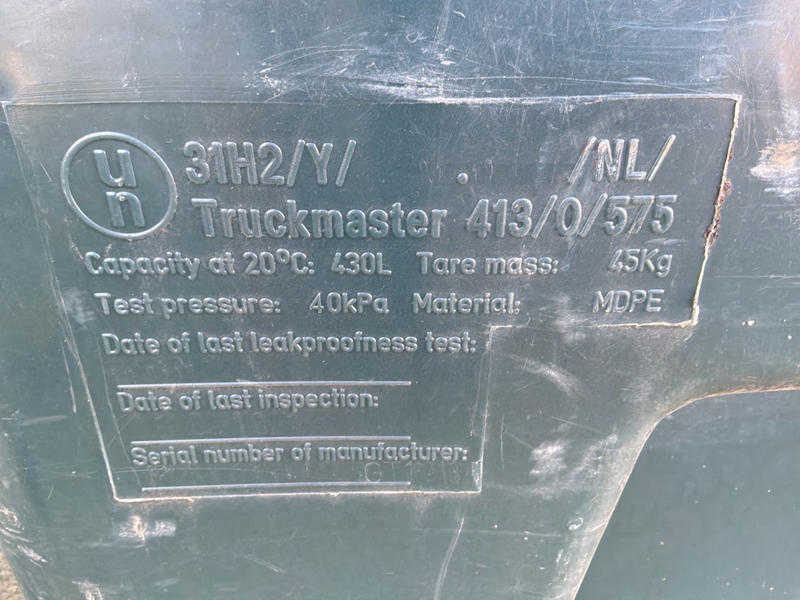 un 31H2/Y/ /NL/
Truckmaster 413/0/575
Capacity at 20°C: 430L Tare mass: 45Kg
Test pressure: 40kPa Material: MDPE
Date of last leakproofness test:
Date of last inspection:
Serial number of manufacturer: